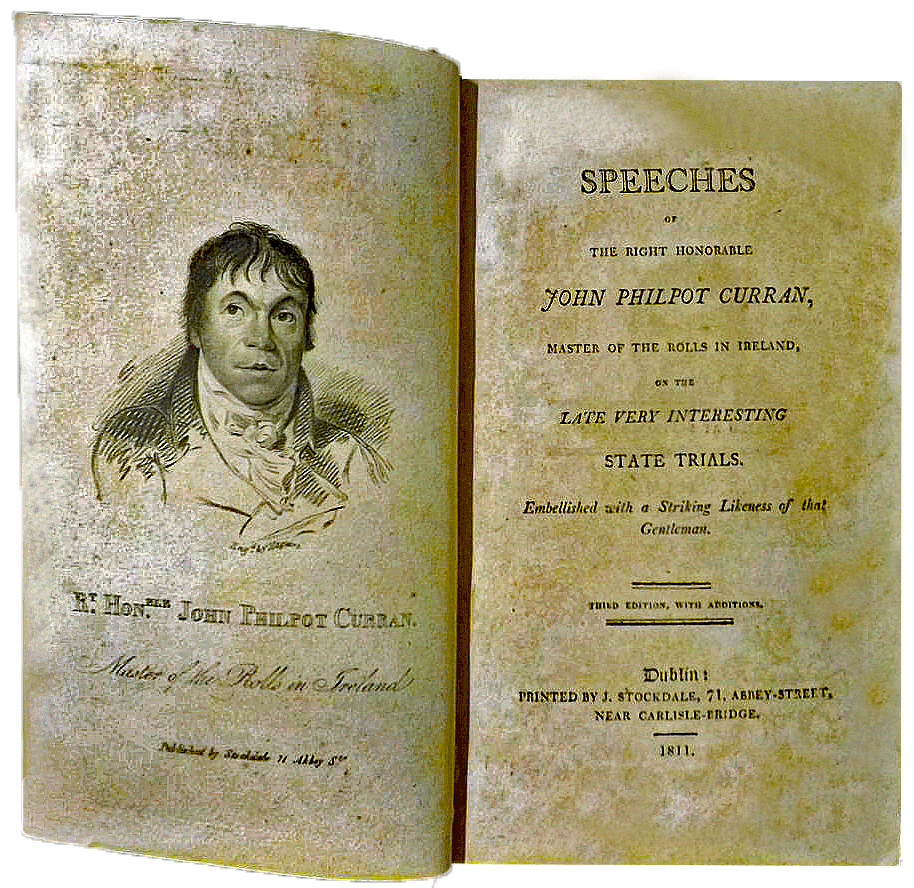 Rᵀ. HON.ᴮᴸᴱ JOHN PHILPOT CURRAN.
Master of the Rolls in Ireland
Published by Stockdale 71 Abbey Sᵗ
SPEECHES
OF
THE RIGHT HONORABLE
JOHN PHILPOT CURRAN,
MASTER OF THE ROLLS IN IRELAND,
ON THE
LATE VERY INTERESTING
STATE TRIALS.
Embellished with a Striking Likeness of that
Gentleman.
THIRD EDITION, WITH ADDITIONS.
Dublin:
PRINTED BY J. STOCKDALE, 71, ABBEY-STREET,
NEAR CARLISLE-BRIDGE.
1811.